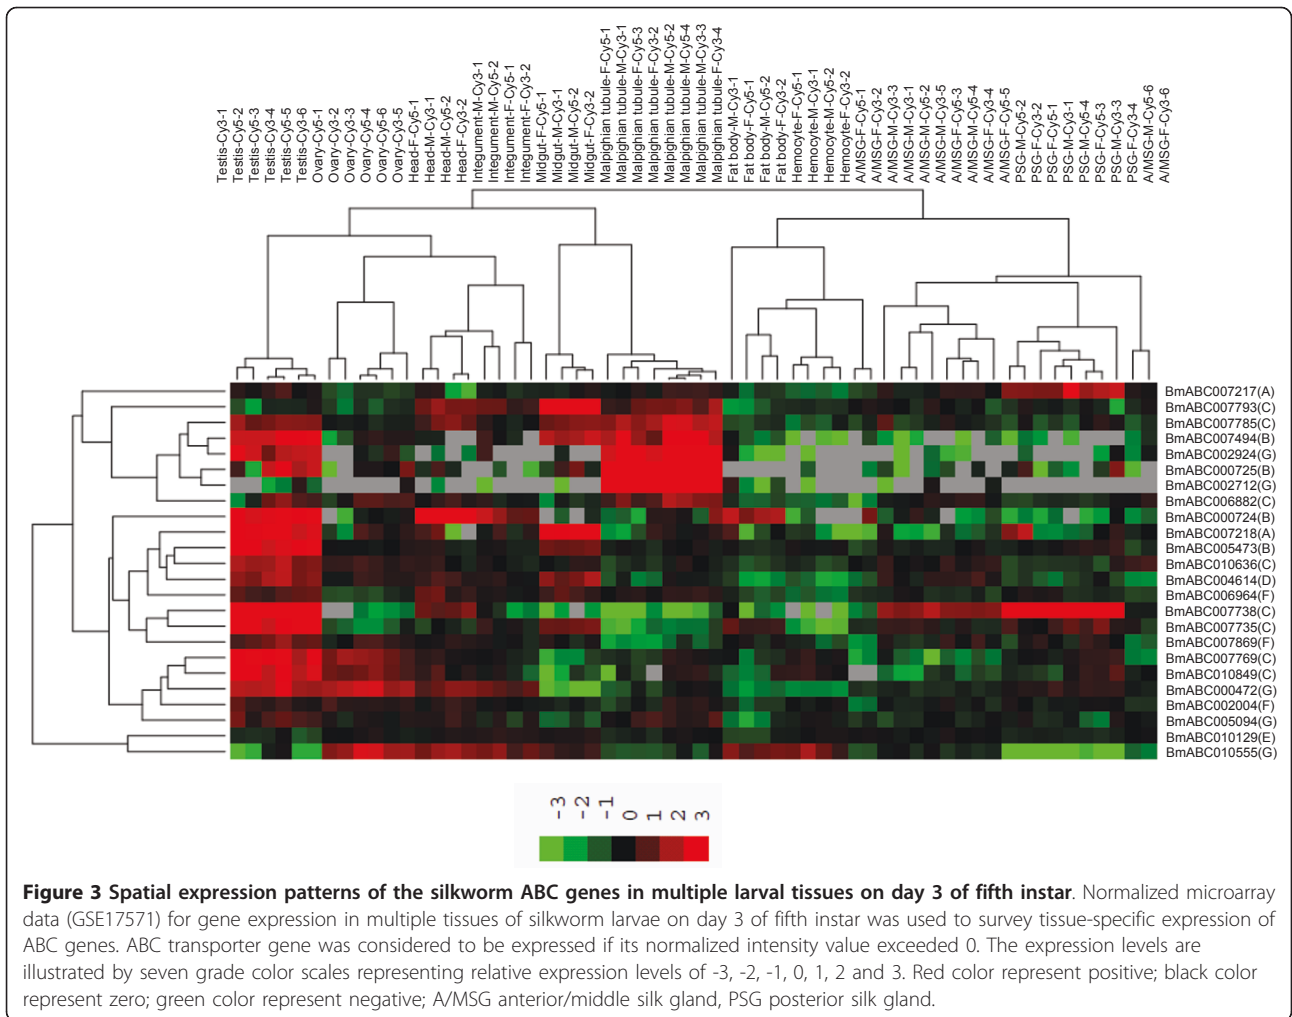 Testis-Cy3-1
Testis-Cy5-2
Testis-Cy5-3
Testis-Cy3-4
Testis-Cy5-5
Testis-Cy3-6
Ovary-Cy5-1
Ovary-Cy3-2
Ovary-Cy3-3
Ovary-Cy5-4
Ovary-Cy5-6
Ovary-Cy3-5
Head-F-Cy5-1
Head-M-Cy3-1
Head-M-Cy5-2
Head-F-Cy3-2
Integument-M-Cy3-1
Integument-M-Cy5-2
Integument-F-Cy5-1
Integument-F-Cy3-2
Midgut-F-Cy5-1
Midgut-M-Cy3-1
Midgut-M-Cy5-2
Midgut-F-Cy3-2
Malpighian tubule-F-Cy5-1
Malpighian tubule-M-Cy3-1
Malpighian tubule-F-Cy5-3
Malpighian tubule-F-Cy3-2
Malpighian tubule-M-Cy5-2
Malpighian tubule-M-Cy5-4
Malpighian tubule-M-Cy3-3
Malpighian tubule-F-Cy3-4
Fat body-M-Cy3-1
Fat body-F-Cy5-1
Fat body-M-Cy5-2
Fat body-F-Cy3-2
Hemocyte-F-Cy5-1
Hemocyte-M-Cy3-1
Hemocyte-M-Cy5-2
Hemocyte-F-Cy3-2
A/MSG-F-Cy5-1
A/MSG-F-Cy3-2
A/MSG-M-Cy3-3
A/MSG-M-Cy3-1
A/MSG-M-Cy5-2
A/MSG-M-Cy3-5
A/MSG-F-Cy5-3
A/MSG-M-Cy5-4
A/MSG-F-Cy3-4
A/MSG-F-Cy5-5
PSG-M-Cy5-2
PSG-F-Cy3-2
PSG-F-Cy5-1
PSG-M-Cy3-1
PSG-M-Cy5-4
PSG-F-Cy5-3
PSG-M-Cy3-3
PSG-F-Cy3-4
A/MSG-M-Cy5-6
A/MSG-F-Cy3-6
BmABC007217(A)
BmABC007793(C)
BmABC007785(C)
BmABC007494(B)
BmABC002924(G)
BmABC000725(B)
BmABC002712(G)
BmABC006882(C)
BmABC000724(B)
BmABC007218(A)
BmABC005473(B)
BmABC010636(C)
BmABC004614(D)
BmABC006964(F)
BmABC007738(C)
BmABC007735(C)
BmABC007869(F)
BmABC007769(C)
BmABC010849(C)
BmABC000472(G)
BmABC002004(F)
BmABC005094(G)
BmABC010129(E)
BmABC010555(G)
-3 -2 -1 0 1 2 3
Figure 3 Spatial expression patterns of the silkworm ABC genes in multiple larval tissues on day 3 of fifth instar. Normalized microarray
data (GSE17571) for gene expression in multiple tissues of silkworm larvae on day 3 of fifth instar was used to survey tissue-specific expression of
ABC genes. ABC transporter gene was considered to be expressed if its normalized intensity value exceeded 0. The expression levels are
illustrated by seven grade color scales representing relative expression levels of -3, -2, -1, 0, 1, 2 and 3. Red color represent positive; black color
represent zero; green color represent negative; A/MSG anterior/middle silk gland, PSG posterior silk gland.